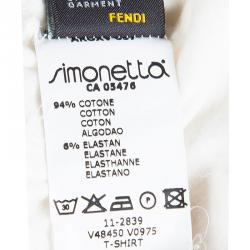 GARMENT
FENDI
simonetta
CA 03476
94% COTONE
COTTON
COTON
ALGODAO
6% ELASTAN
ELASTANE
ELASTHANNE
ELASTANO
30
11-2839
V48450 V0975
T-SHIRT